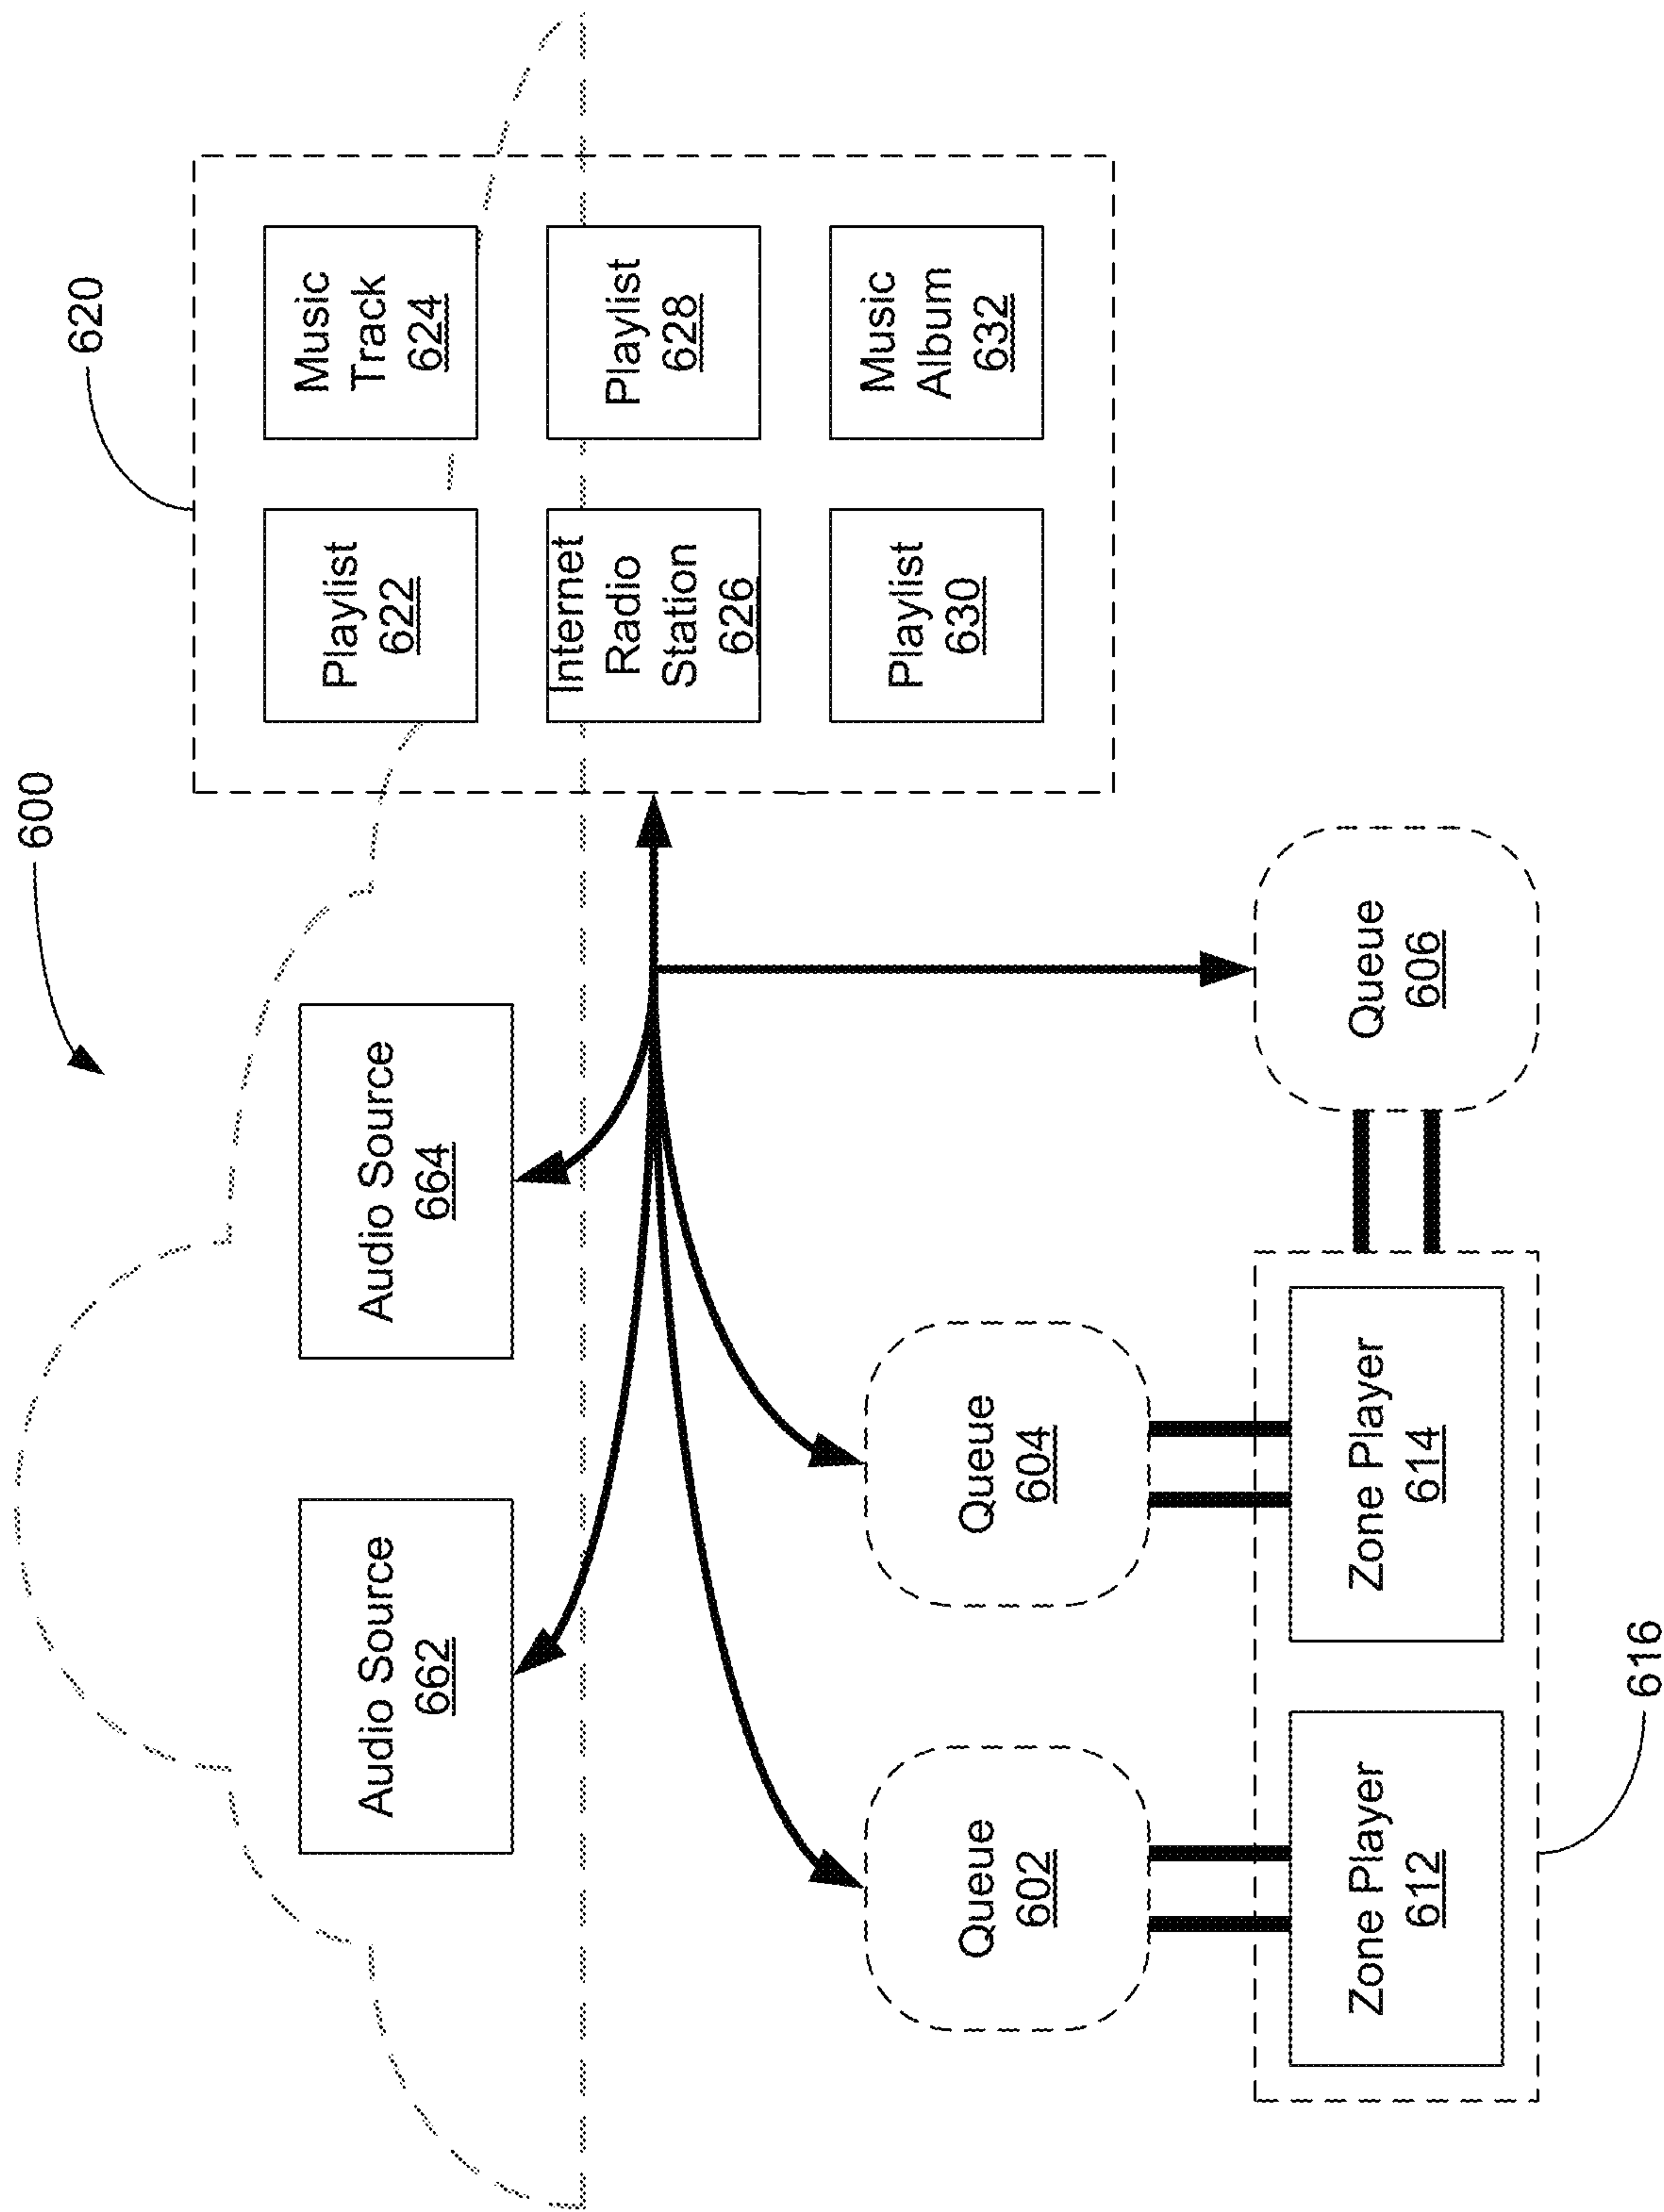 600
620
Audio Source
662
Audio Source
664
Playlist
622
Music
Track
624
Internet
Radio
Station
626
Playlist
628
Playlist
630
Music
Album
632
Queue
602
Queue
604
Queue
606
Zone Player
612
Zone Player
614
616